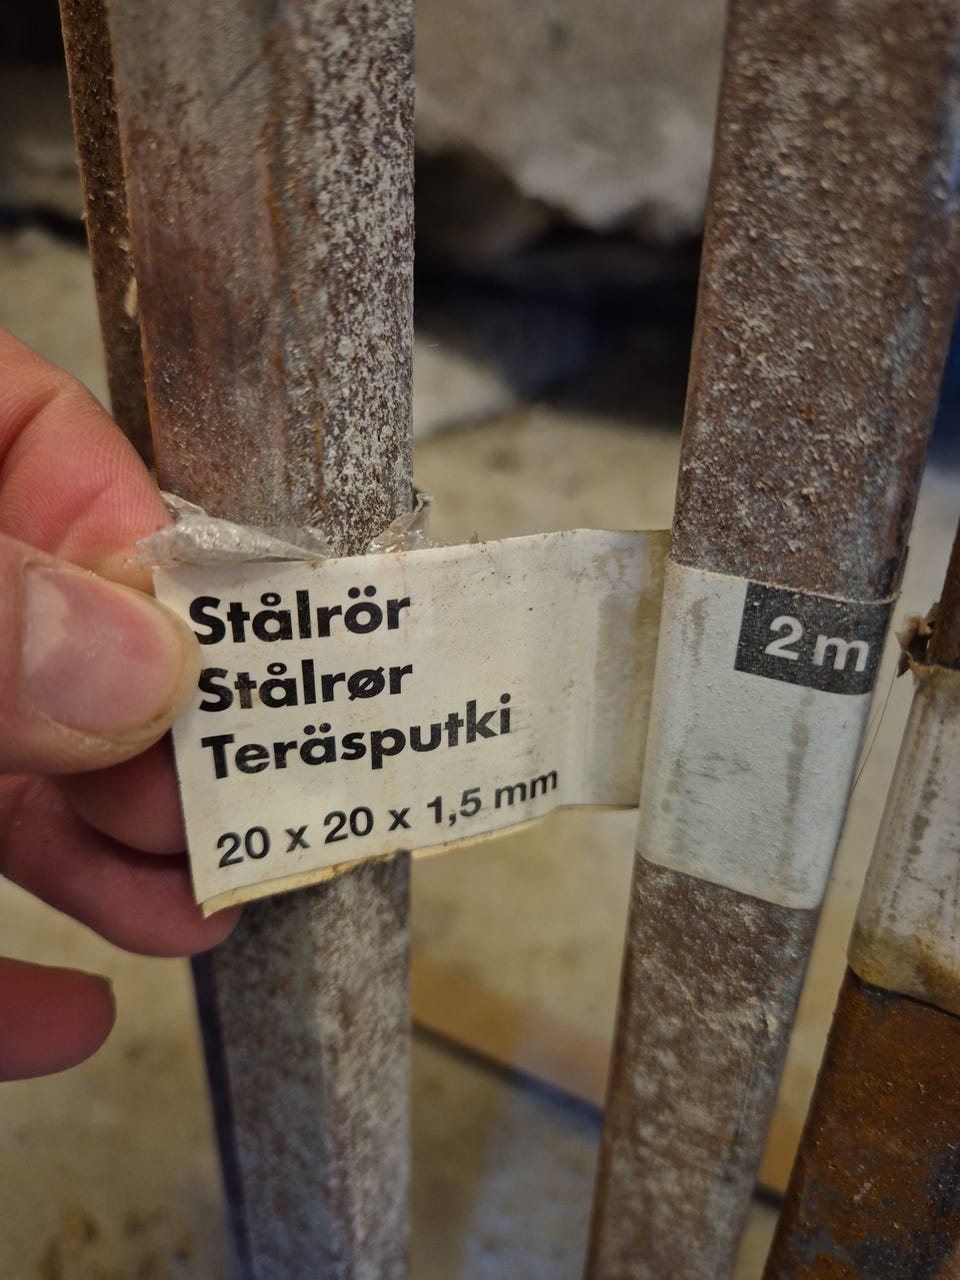 Stålrör
Stålrør
Teräsputki
20 x 20 x 1,5 mm
2 m